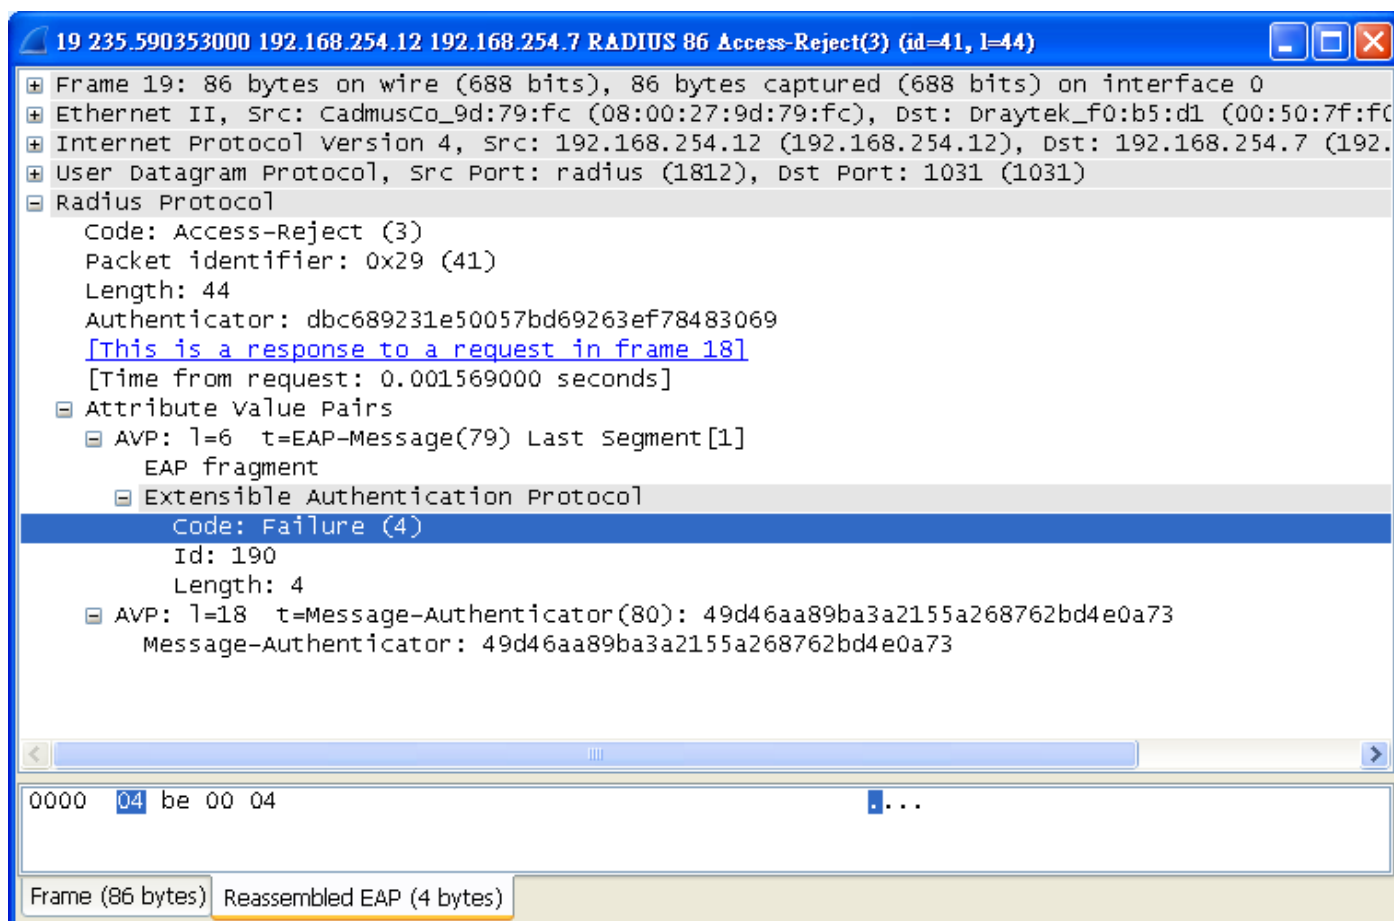 19 235.590353000 192.168.254.12 192.168.254.7 RADIUS 86 Access-Reject(3) (id=41, l=44)
Frame 19: 86 bytes on wire (688 bits), 86 bytes captured (688 bits) on interface 0
Ethernet II, Src: CadmusCo_9d:79:fc (08:00:27:9d:79:fc), Dst: Draytek_f0:b5:d1 (00:50:7f:f0
Internet Protocol Version 4, Src: 192.168.254.12 (192.168.254.12), Dst: 192.168.254.7 (192.
User Datagram Protocol, Src Port: radius (1812), Dst Port: 1031 (1031)
Radius Protocol
Code: Access-Reject (3)
Packet identifier: 0x29 (41)
Length: 44
Authenticator: dbc689231e50057bd69263ef78483069
[This is a response to a request in frame 18]
[Time from request: 0.001569000 seconds]
Attribute Value Pairs
AVP: l=6 t=EAP-Message(79) Last Segment[1]
EAP fragment
Extensible Authentication Protocol
Code: Failure (4)
Id: 190
Length: 4
AVP: l=18 t=Message-Authenticator(80): 49d46aa89ba3a2155a268762bd4e0a73
Message-Authenticator: 49d46aa89ba3a2155a268762bd4e0a73
0000 04 be 00 04 ....
Frame (86 bytes) Reassembled EAP (4 bytes)